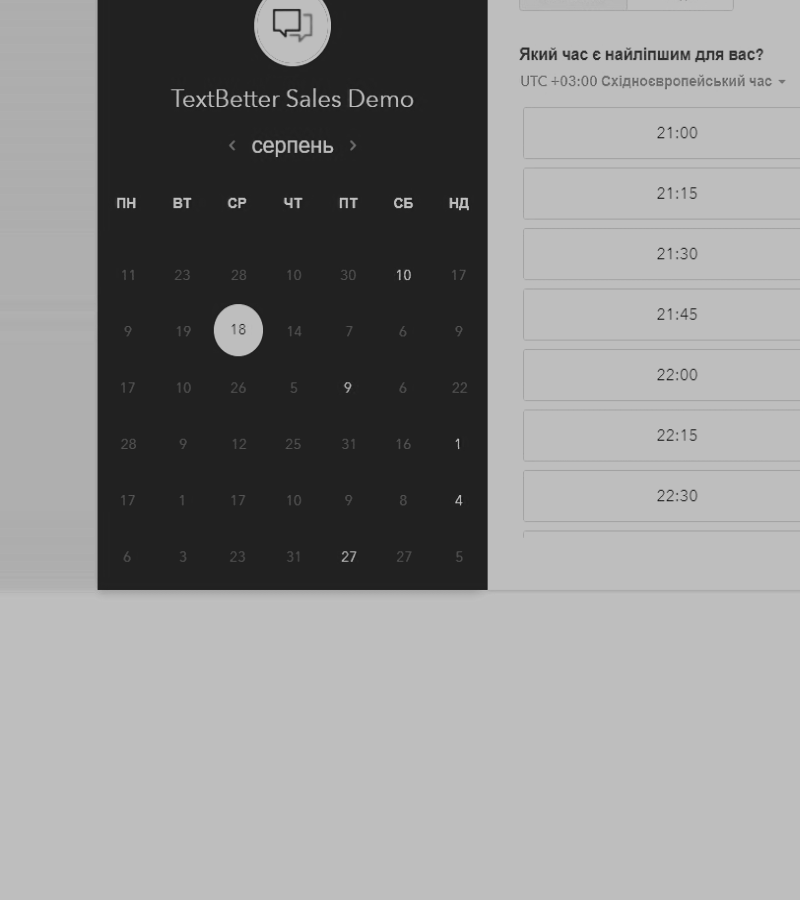 TextBetter Sales Demo
серпень
ПН ВТ СР ЧТ ПТ СБ НД
11 23 28 10 30 10 17
9 19 18 14 7 6 9
17 10 26 5 9 6 22
28 9 12 25 31 16 1
17 1 17 10 9 8 4
6 3 23 31 27 27 5
Який час є найліпшим для вас?
UTC +03:00 Східноєвропейський час
21:00
21:15
21:30
21:45
22:00
22:15
22:30